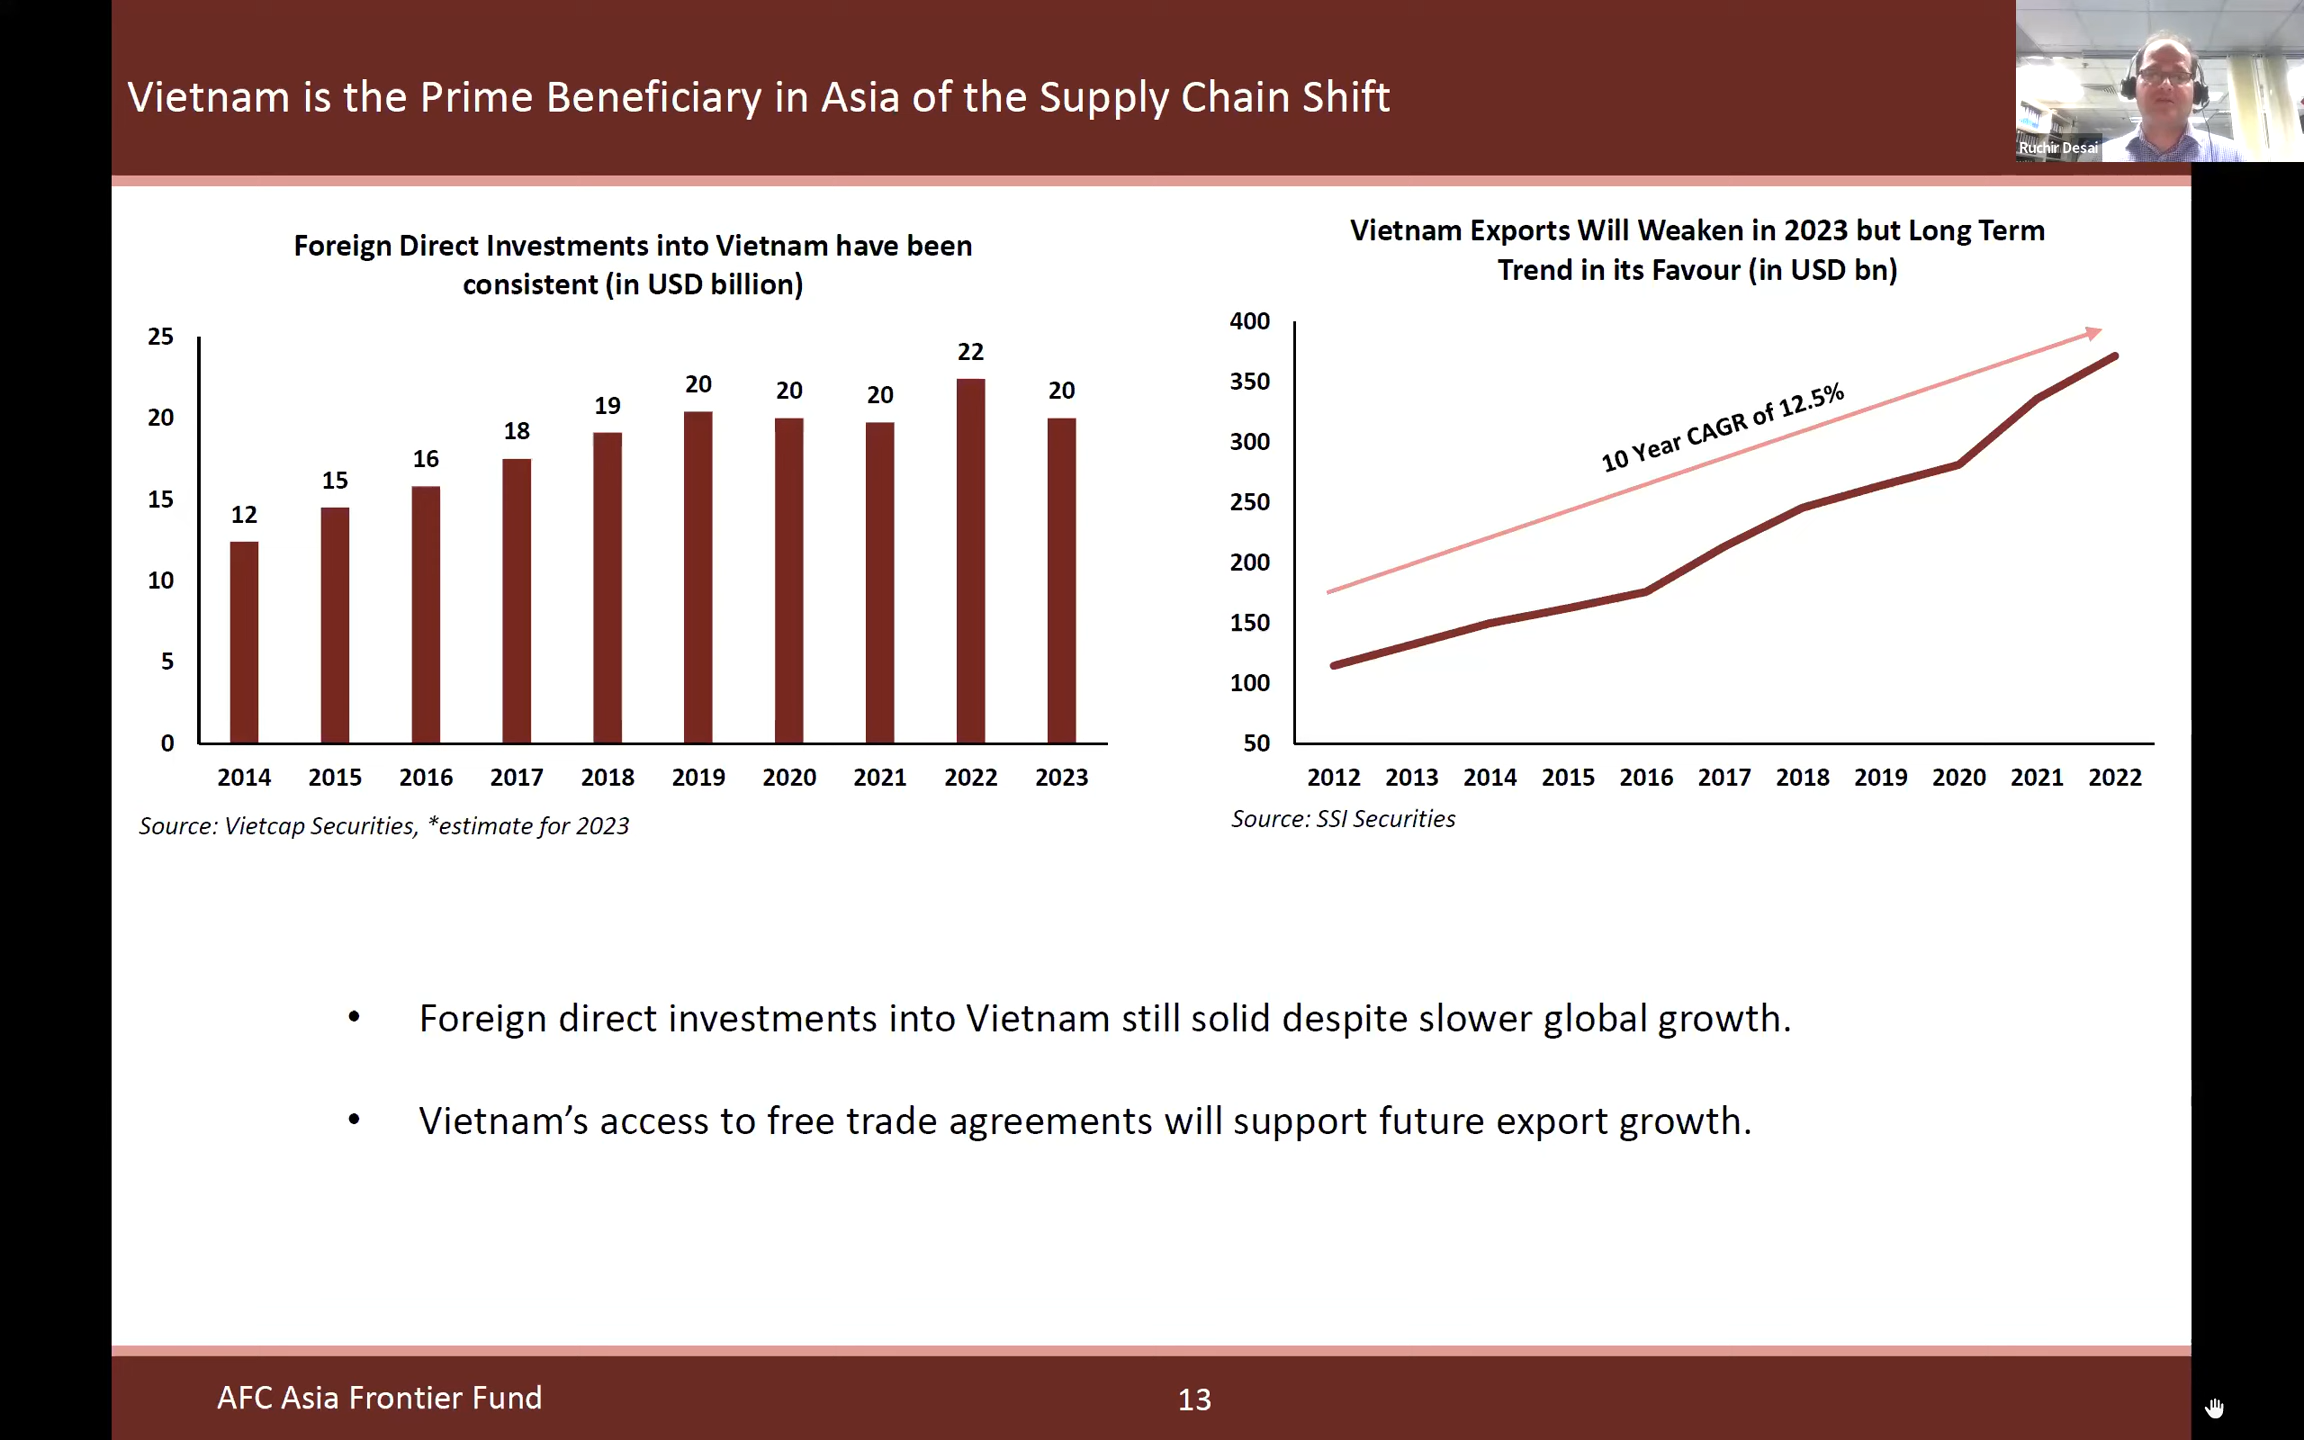 Vietnam is the Prime Beneficiary in Asia of the Supply Chain Shift
Ruchir Desai
Foreign Direct Investments into Vietnam have been
consistent (in USD billion)
25
20
15
10
5
0
12
15
16
18
19
20
20
20
22
20
2014 2015 2016 2017 2018 2019 2020 2021 2022 2023
Source: Vietcap Securities, *estimate for 2023
Vietnam Exports Will Weaken in 2023 but Long Term
Trend in its Favour (in USD bn)
400
350
300
250
200
150
100
50
10 Year CAGR of 12.5%
2012 2013 2014 2015 2016 2017 2018 2019 2020 2021 2022
Source: SSI Securities
• Foreign direct investments into Vietnam still solid despite slower global growth.
• Vietnam’s access to free trade agreements will support future export growth.
AFC Asia Frontier Fund
13